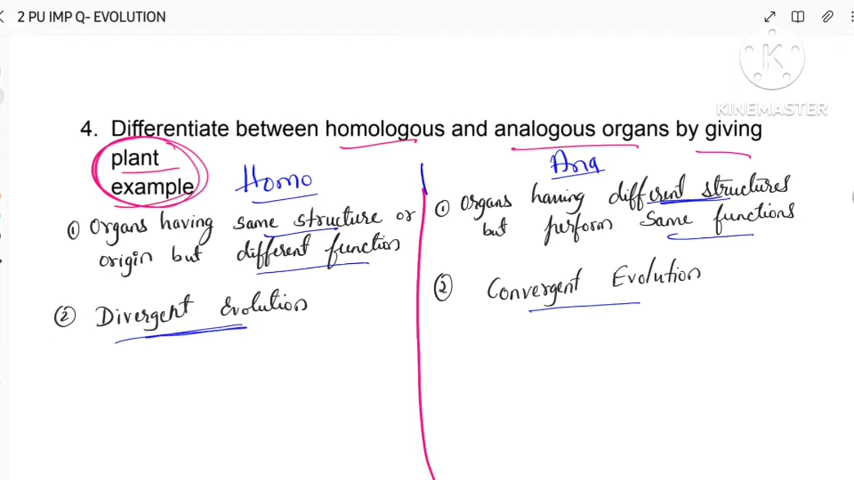 2 PU IMP Q- EVOLUTION
KINEMASTER
4. Differentiate between homologous and analogous organs by giving
plant
example
Homo
① Organs having same structure or
origin but different function
② Divergent Evolution
Ana
① Organs having different structures
but perform same functions
② Convergent Evolution